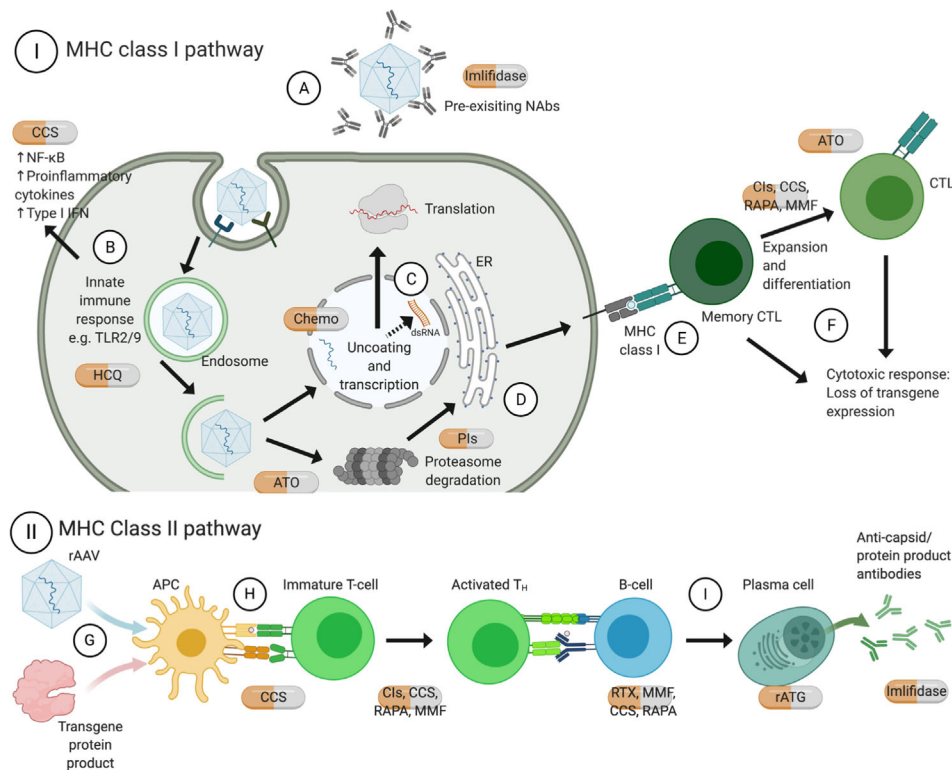 I MHC class I pathway
A
Imlifidase
Pre-exisiting NAbs
CCS
↑NF-κB
↑Proinflammatory
cytokines
↑Type I IFN
B
Innate
immune
response
e.g. TLR2/9
HCQ
Endosome
Translation
C
dsRNA
Chemo
Uncoating
and
transcription
ER
D
PIs
Proteasome
degradation
ATO
MHC
class I
E
Memory CTL
CIs, CCS,
RAPA, MMF
Expansion
and
differentiation
ATO
CTL
F
Cytotoxic response:
Loss of transgene
expression
II MHC Class II pathway
rAAV
G
Transgene
protein
product
APC
H
Immature T-cell
CCS
CIs, CCS,
RAPA, MMF
Activated TH
B-cell
RTX, MMF,
CCS, RAPA
I
Plasma cell
rATG
Anti-capsid/
protein product
antibodies
Imlifidase